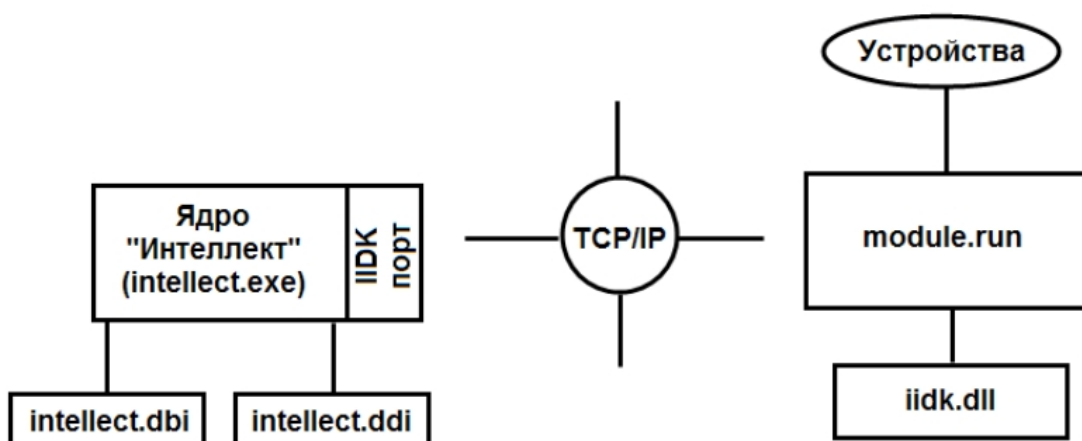 Устройства
Ядро
"Интеллект"
(intellect.exe)
IIDK
порт
TCP/IP
module.run
intellect.dbi
intellect.ddi
iidk.dll